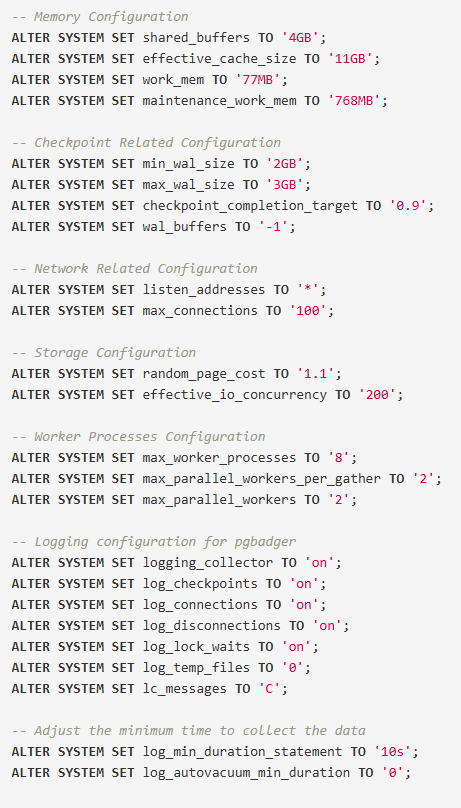 -- Memory Configuration
ALTER SYSTEM SET shared_buffers TO '4GB';
ALTER SYSTEM SET effective_cache_size TO '11GB';
ALTER SYSTEM SET work_mem TO '77MB';
ALTER SYSTEM SET maintenance_work_mem TO '768MB';

-- Checkpoint Related Configuration
ALTER SYSTEM SET min_wal_size TO '2GB';
ALTER SYSTEM SET max_wal_size TO '3GB';
ALTER SYSTEM SET checkpoint_completion_target TO '0.9';
ALTER SYSTEM SET wal_buffers TO '-1';

-- Network Related Configuration
ALTER SYSTEM SET listen_addresses TO '*';
ALTER SYSTEM SET max_connections TO '100';

-- Storage Configuration
ALTER SYSTEM SET random_page_cost TO '1.1';
ALTER SYSTEM SET effective_io_concurrency TO '200';

-- Worker Processes Configuration
ALTER SYSTEM SET max_worker_processes TO '8';
ALTER SYSTEM SET max_parallel_workers_per_gather TO '2';
ALTER SYSTEM SET max_parallel_workers TO '2';

-- Logging configuration for pgbadger
ALTER SYSTEM SET logging_collector TO 'on';
ALTER SYSTEM SET log_checkpoints TO 'on';
ALTER SYSTEM SET log_connections TO 'on';
ALTER SYSTEM SET log_disconnections TO 'on';
ALTER SYSTEM SET log_lock_waits TO 'on';
ALTER SYSTEM SET log_temp_files TO '0';
ALTER SYSTEM SET lc_messages TO 'C';

-- Adjust the minimum time to collect the data
ALTER SYSTEM SET log_min_duration_statement TO '10s';
ALTER SYSTEM SET log_autovacuum_min_duration TO '0';